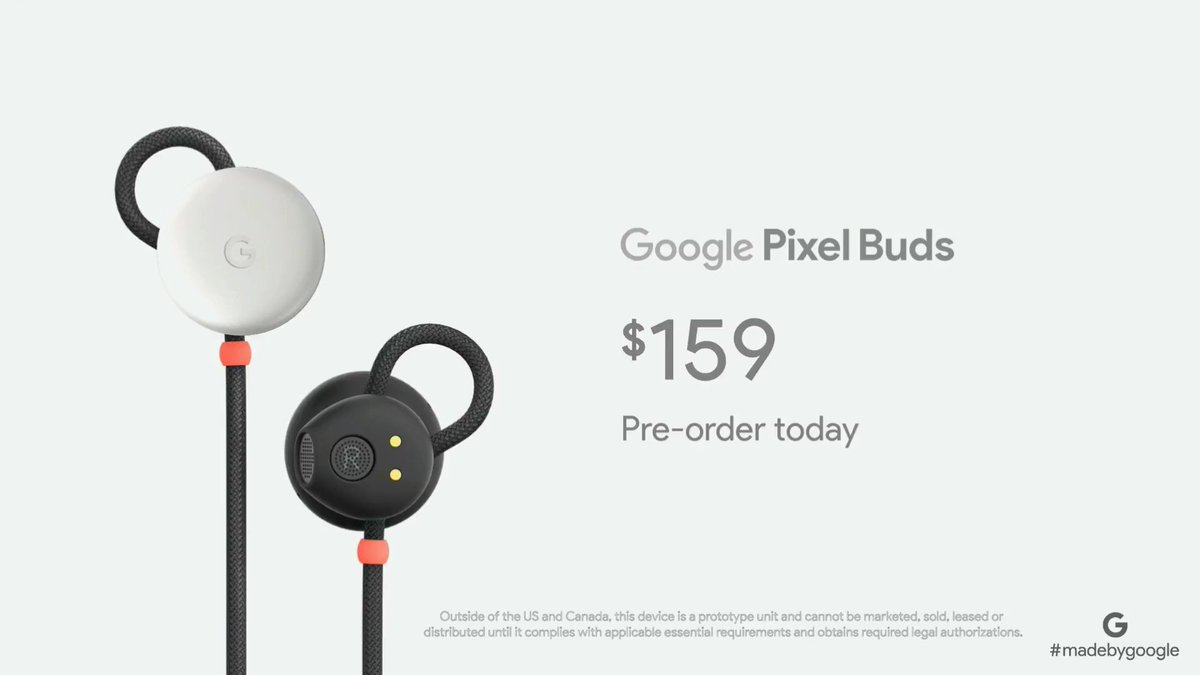 G
R
Google Pixel Buds
$159
Pre-order today
Outside of the US and Canada, this device is a prototype unit and cannot be marketed, sold, leased or
distributed until it complies with applicable essential requirements and obtains required legal authorizations.
G
#madebygoogle